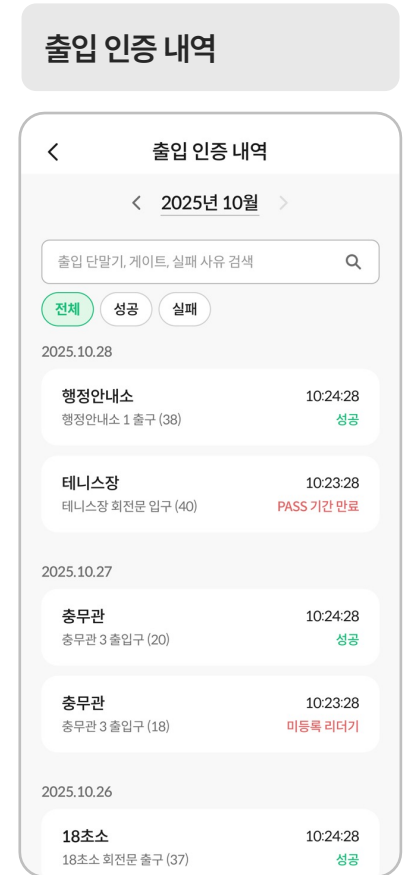 출입 인증 내역
출입 인증 내역
2025년 10월
출입 단말기, 게이트, 실패 사유 검색
전체 성공 실패
2025.10.28
행정안내소 10:24:28
행정안내소 1 출구 (38) 성공
테니스장 10:23:28
테니스장 회전문 입구 (40) PASS 기간 만료
2025.10.27
충무관 10:24:28
충무관 3 출입구 (20) 성공
충무관 10:23:28
충무관 3 출입구 (18) 미등록 리더기
2025.10.26
18초소 10:24:28
18초소 회전문 출구 (37) 성공